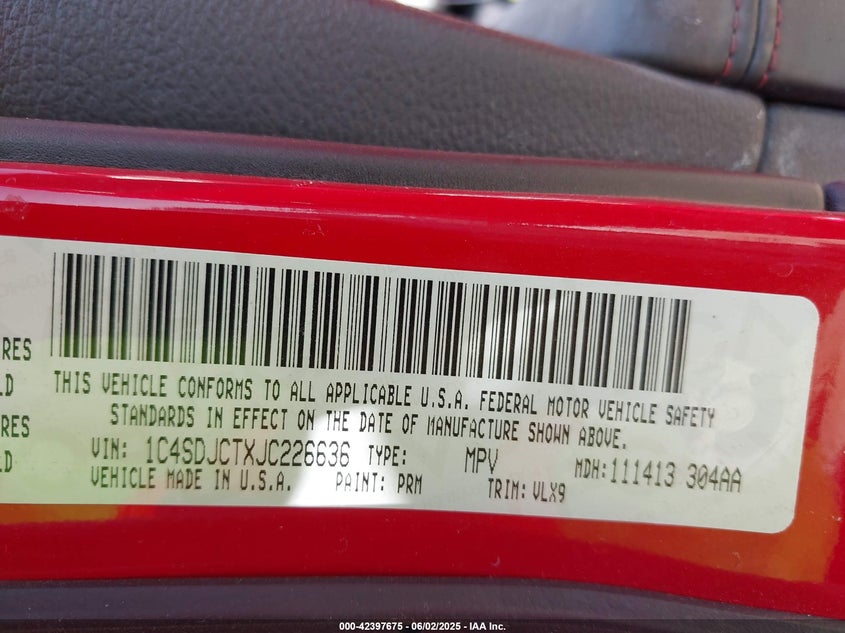 RES
LD
RES
LD
THIS VEHICLE CONFORMS TO ALL APPLICABLE U.S.A. FEDERAL MOTOR VEHICLE SAFETY
STANDARDS IN EFFECT ON THE DATE OF MANUFACTURE SHOWN ABOVE.
VIN: 1C4SDJCTXJC226636 TYPE: MPV MDH:111413 304AA
VEHICLE MADE IN U.S.A. PAINT: PRM TRIM: VLX9
000-42397675 | 06/02/2025 - IAA Inc.